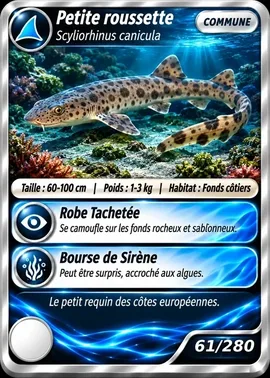 Petite roussette
COMMUNE
Scyliorhinus canicula
Taille : 60-100 cm | Poids : 1-3 kg | Habitat : Fonds côtiers
Robe Tachetée
Se camoufle sur les fonds rocheux et sablonneux.
Bourse de Sirène
Peut être surpris, accroché aux algues.
Le petit requin des côtes européennes.
61/280